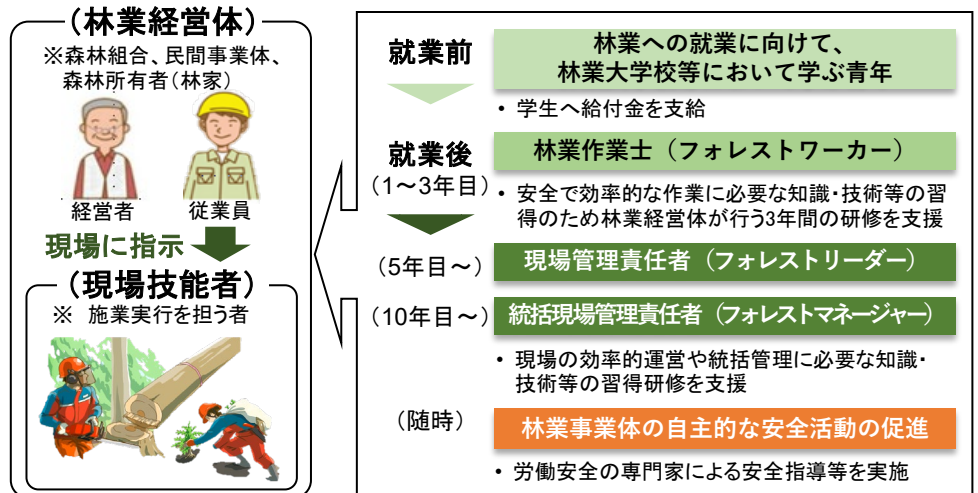 (林業経営体)
※森林組合、民間事業体、
森林所有者(林家)
経営者
従業員
現場に指示
(現場技能者)
※ 施業実行を担う者
就業前
林業への就業に向けて、
林業大学校等において学ぶ青年
・ 学生へ給付金を支給
就業後
(1~3年目)
林業作業士(フォレストワーカー)
・ 安全で効率的な作業に必要な知識・技術等の習
得のため林業経営体が行う3年間の研修を支援
(5年目~)
現場管理責任者(フォレストリーダー)
(10年目~)
統括現場管理責任者(フォレストマネージャー)
・ 現場の効率的運営や統括管理に必要な知識・
技術等の習得研修を支援
(随時)
林業事業体の自主的な安全活動の促進
・ 労働安全の専門家による安全指導等を実施